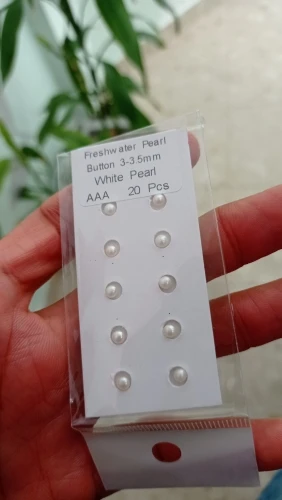 Freshwater Pearl
Button 3-3.5mm
White Pearl
AAA 20 Pcs